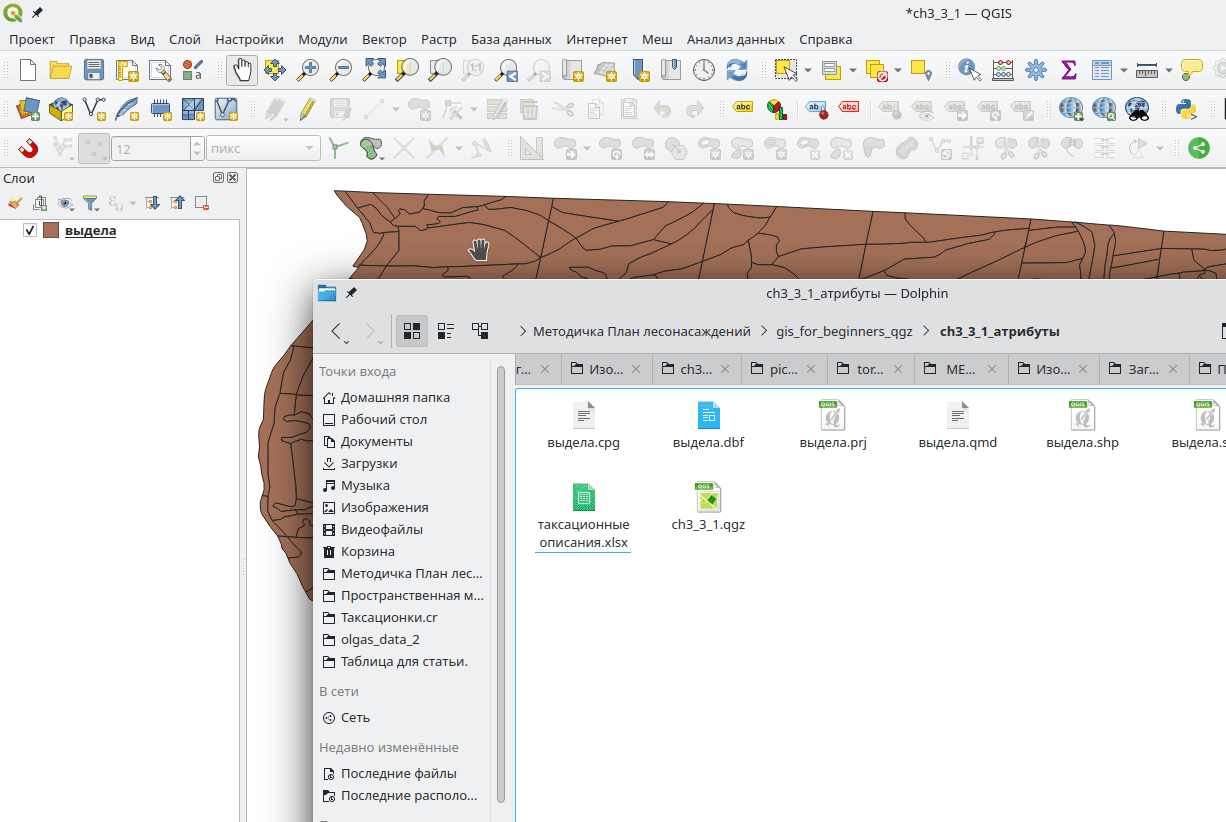 *ch3_3_1 — QGIS
Проект Правка Вид Слой Настройки Модули Вектор Растр База данных Интернет Меш Анализ данных Справка
12 пикс
Слои
выдела
ch3_3_1_атрибуты — Dolphin
Методичка План лесонасаждений gis_for_beginners_qgz ch3_3_1_атрибуты
г... Изо... ch3... pic... tor... ME... Изо... Заг...
Точки входа
Домашняя папка
Рабочий стол
Документы
Загрузки
Музыка
Изображения
Видеофайлы
Корзина
Методичка План лес...
Пространственная м...
Таксационки.cr
olgas_data_2
Таблица для статьи.
В сети
Сеть
Недавно изменённые
Последние файлы
Последние располо...
выдела.cpg выдела.dbf выдела.prj выдела.qmd выдела.shp выдела.s
таксационные
описания.xlsx
ch3_3_1.qgz